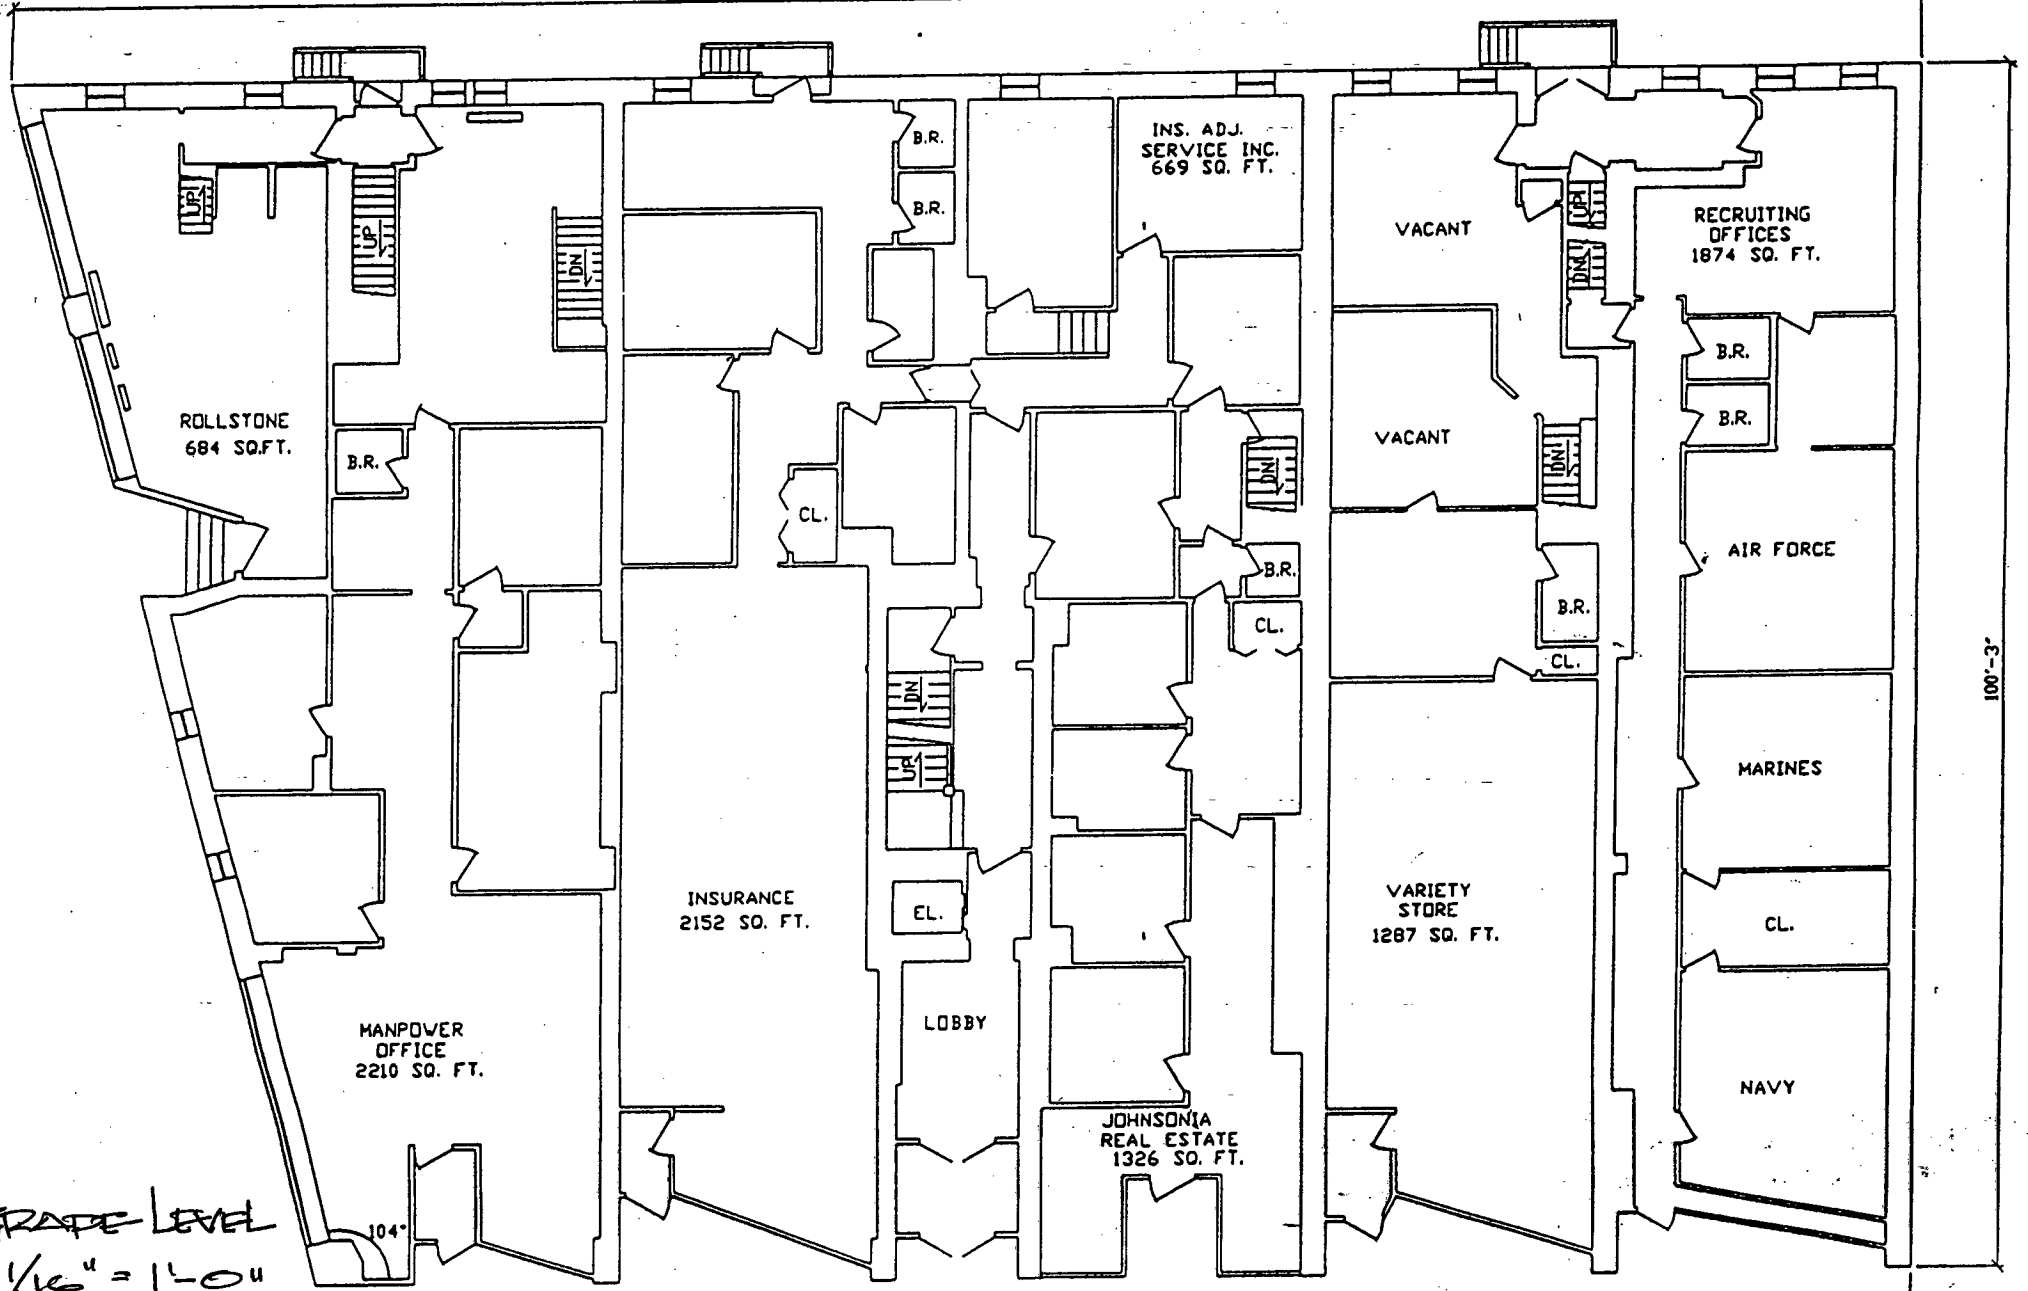 B.R.
INS. ADJ.
SERVICE INC.
669 SQ. FT.
UP
B.R.
UP
VACANT
UP
RECRUITING
OFFICES
1874 SQ. FT.
DN
DN
B.R.
B.R.
ROLLSTONE
684 SQ.FT.
VACANT
B.R.
DN
DN
CL.
AIR FORCE
B.R.
B.R.
CL.
CL.
100'-3"
DN
UP
MARINES
INSURANCE
2152 SQ. FT.
EL.
VARIETY
STORE
1287 SQ. FT.
CL.
MANPOWER
OFFICE
2210 SQ. FT.
LOBBY
NAVY
JOHNSONIA
REAL ESTATE
1326 SQ. FT.
LEVEL
104°
1/16" = 1'-0"